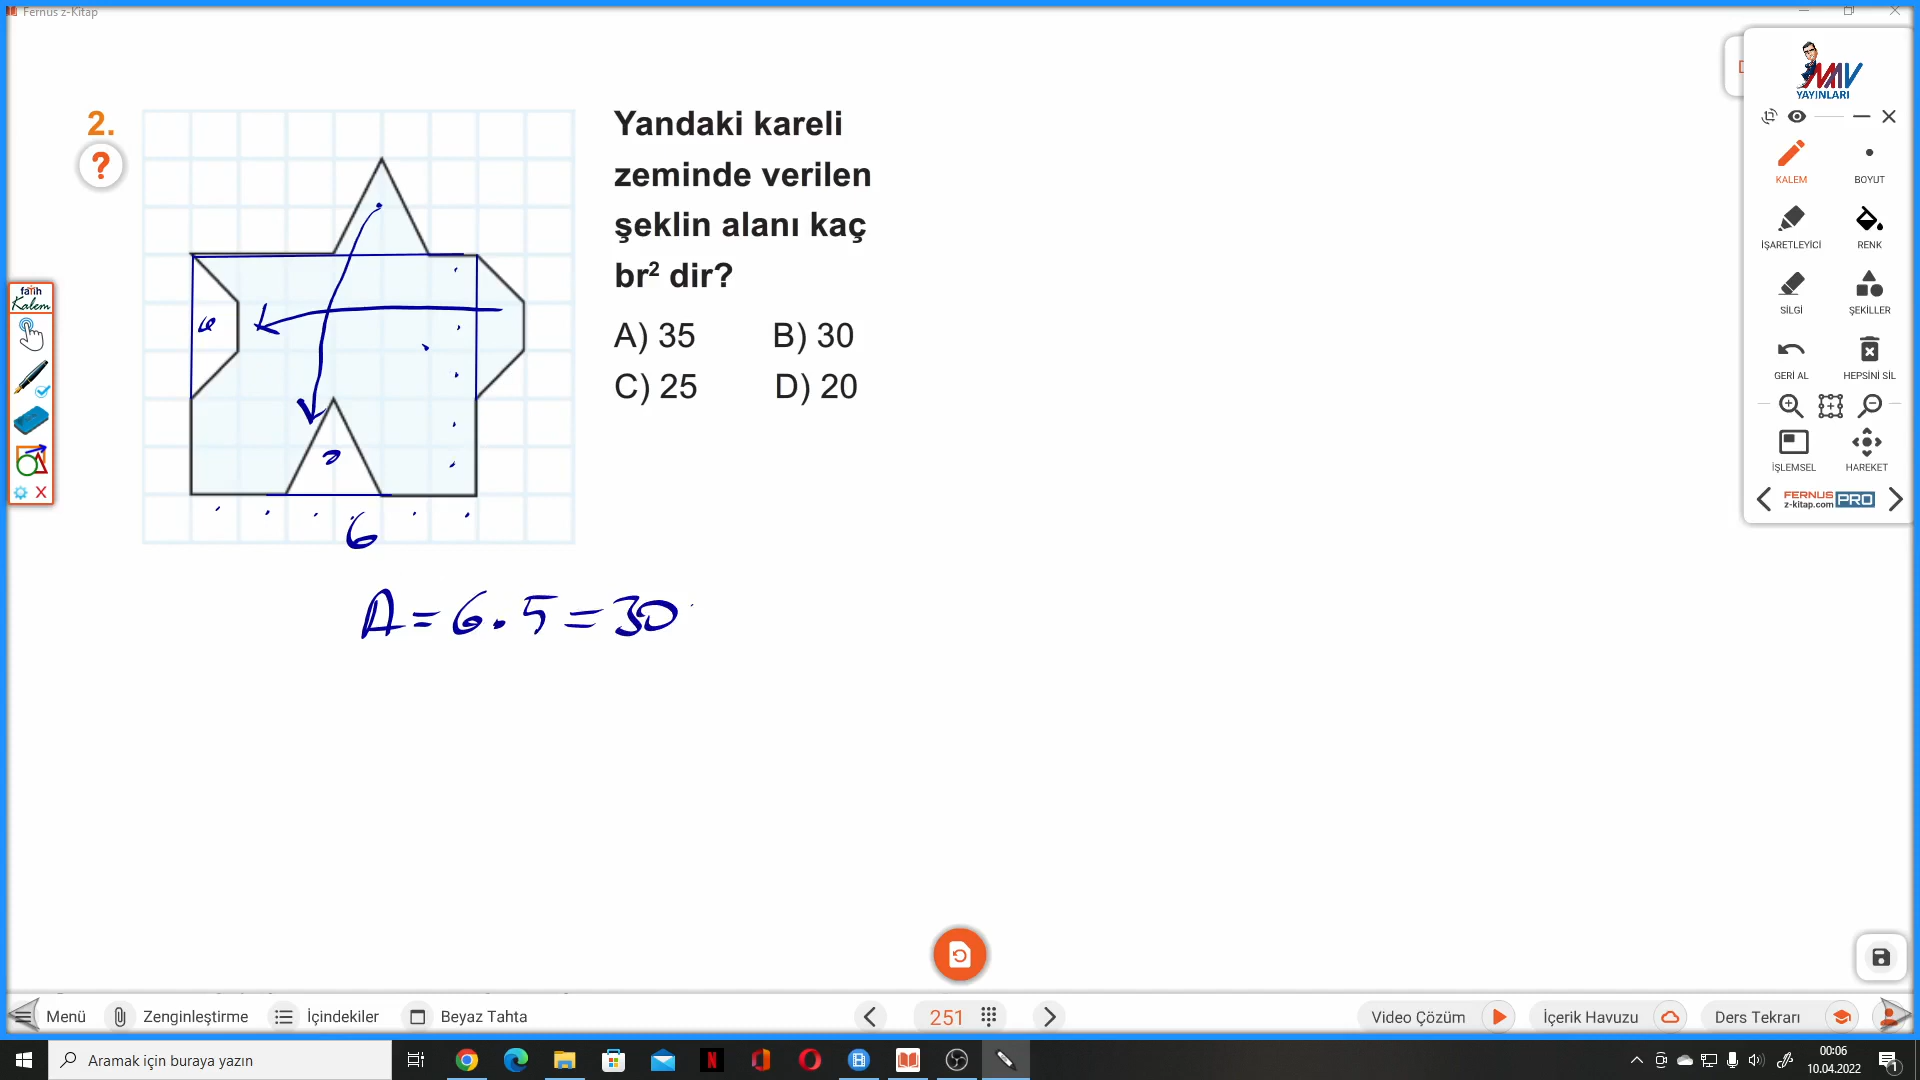 Fernus z-Kitap
2.
?
Yandaki kareli
zeminde verilen
şeklin alanı kaç
br² dir?
A) 35 B) 30
C) 25 D) 20
6
A = 6 . 5 = 30
fatih
Kalem
X
MAV
YAYINLARI
KALEM
BOYUT
İŞARETLEYİCİ
RENK
SİLGİ
ŞEKİLLER
GERİ AL
HEPSİNİ SİL
İŞLEMSEL
HAREKET
FERNUS PRO
z-kitap.com
Menü
Zenginleştirme
İçindekiler
Beyaz Tahta
251
Video Çözüm
İçerik Havuzu
Ders Tekrarı
Aramak için buraya yazın
00:06
10.04.2022
1